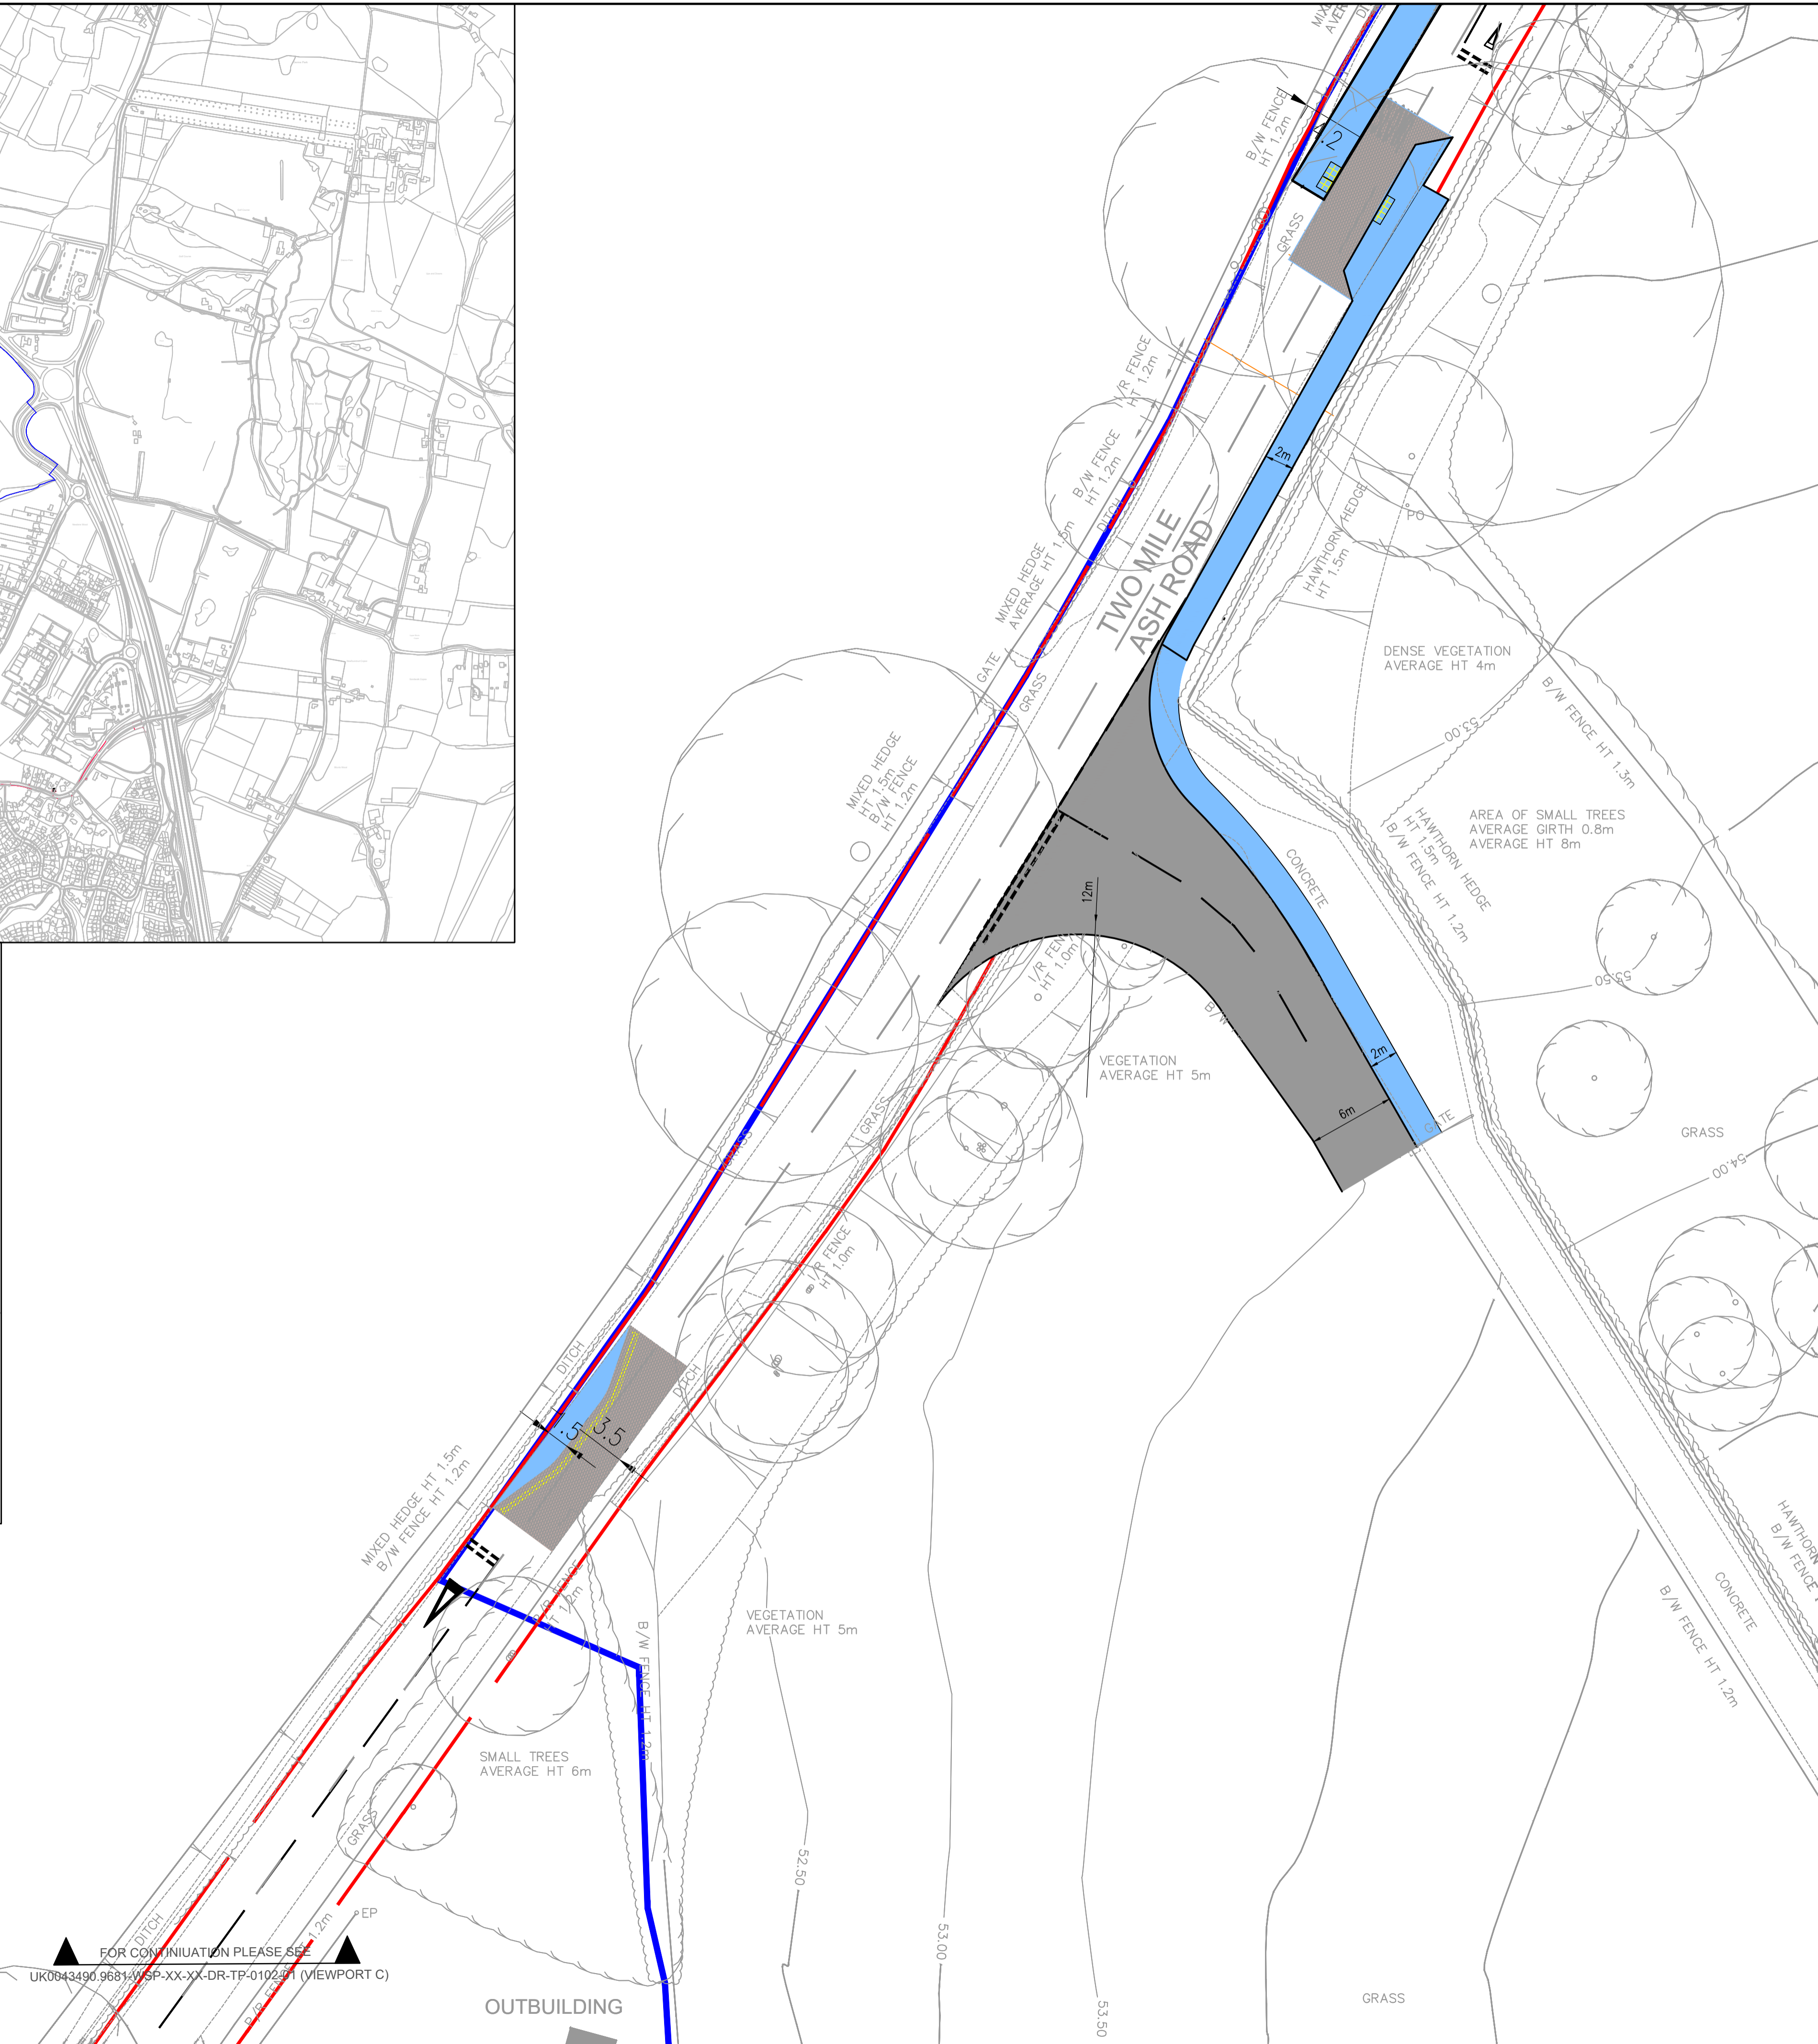 B/W FENCE
HT 1.2m
GRASS
I/R FENCE
HT 1.2m
2m
B/W FENCE
HT 1.2m
DITCH
MIXED HEDGE
AVERAGE HT 1.5m
TWO MILE
ASH ROAD
HAWTHORN HEDGE
HT 1.5m
PO
GATE
GRASS
DENSE VEGETATION
AVERAGE HT 4m
53.00
B/W FENCE HT 1.3m
MIXED HEDGE
HT 1.5m
B/W FENCE
HT 1.2m
AREA OF SMALL TREES
AVERAGE GIRTH 0.8m
AVERAGE HT 8m
HAWTHORN HEDGE
HT 1.5m
B/W FENCE HT 1.2m
CONCRETE
12m
I/R FENCE
HT 1.0m
53.50
B/W
VEGETATION
AVERAGE HT 5m
2m
6m
GATE
GRASS
54.00
GRASS
GRASS
I/R FENCE
HT 1.0m
DITCH
DITCH
3.5
MIXED HEDGE HT 1.5m
B/W FENCE HT 1.2m
HAWTHORN
B/W FENCE
CONCRETE
B/W FENCE HT 1.2m
VEGETATION
AVERAGE HT 5m
B/W FENCE HT 1.2m
SMALL TREES
AVERAGE HT 6m
GRASS
52.50
53.00
53.50
EP
DITCH
FOR CONTINIUATION PLEASE SEE
UK0043490.9681-WSP-XX-XX-DR-TP-0102-P1 (VIEWPORT C)
OUTBUILDING
GRASS